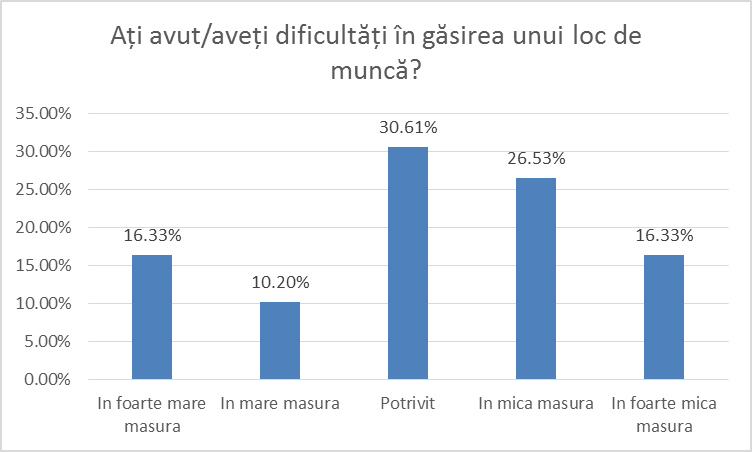 Ați avut/aveți dificultăți în găsirea unui loc de
muncă?
35.00%
30.00%
25.00%
20.00%
15.00%
10.00%
5.00%
0.00%
16.33%
10.20%
30.61%
26.53%
16.33%
In foarte mare
masura
In mare masura
Potrivit
In mica masura
In foarte mica
masura